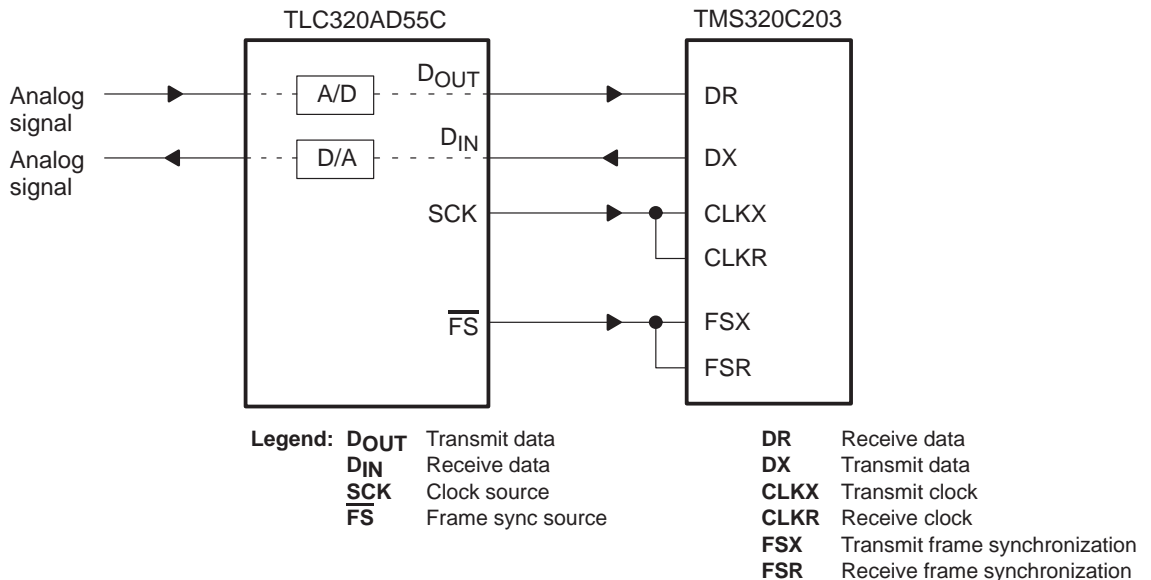 TLC320AD55C TMS320C203
Analog signal
A/D
DOUT
DR
Analog signal
D/A
DIN
DX
SCK
CLKX
CLKR
FS
FSX
FSR
Legend: DOUT Transmit data
DIN Receive data
SCK Clock source
FS Frame sync source
DR Receive data
DX Transmit data
CLKX Transmit clock
CLKR Receive clock
FSX Transmit frame synchronization
FSR Receive frame synchronization